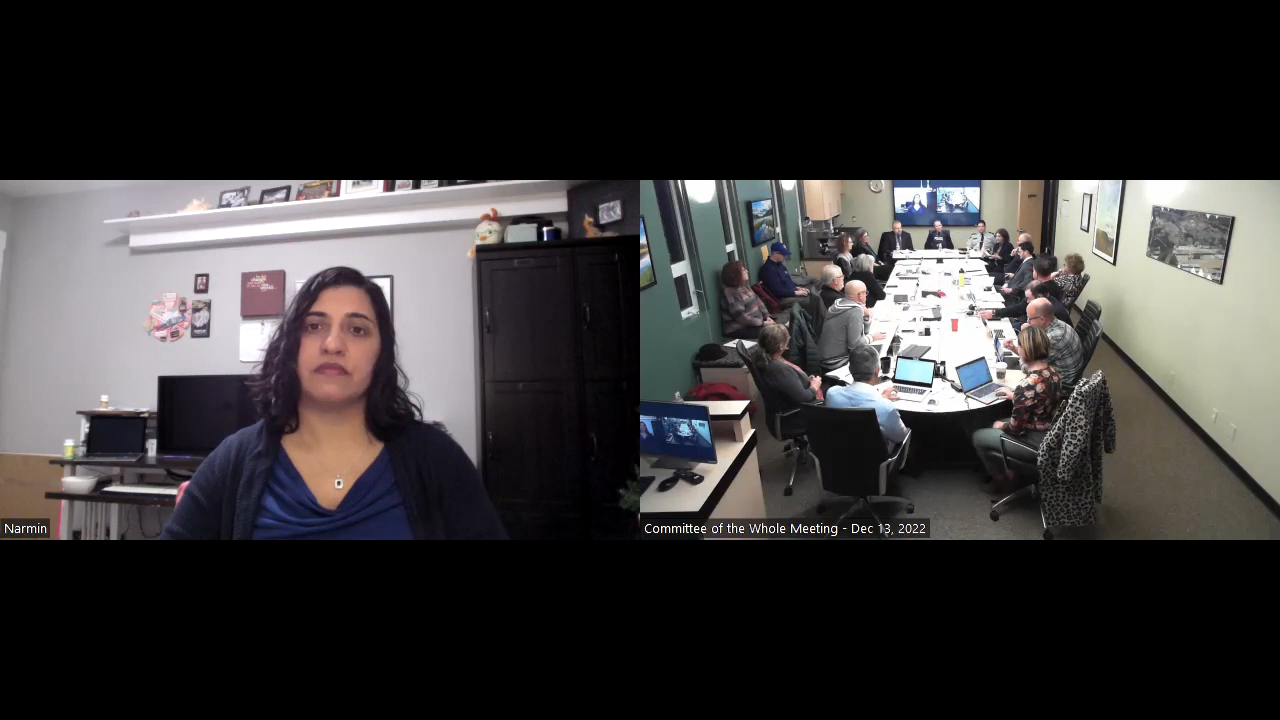 Narmin
Committee of the Whole Meeting - Dec 13, 2022